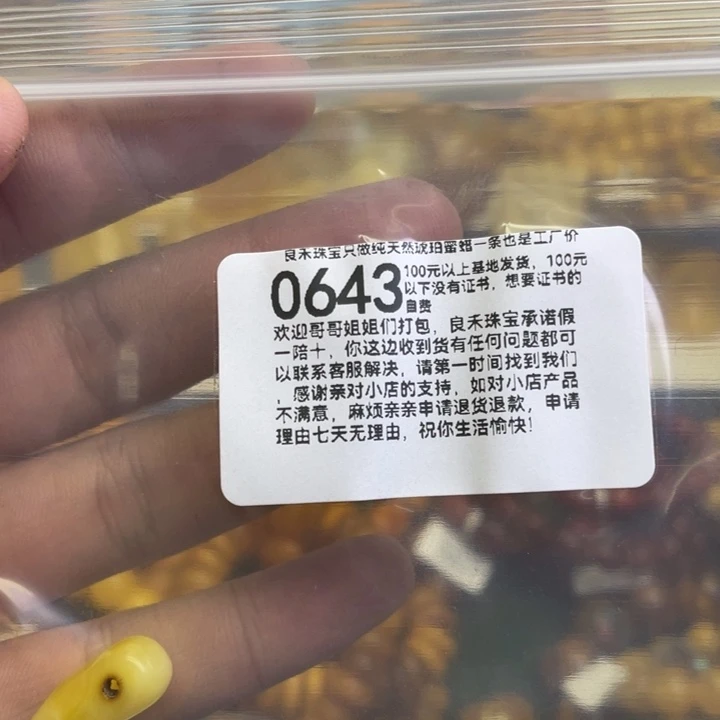 良禾珠宝只做纯天然琥珀蜜蜡一条也是工厂价
0643
100元以上基地发货，100元
以下没有证书，想要证书的
自费
欢迎哥哥姐姐们打包，良禾珠宝承诺假
一陪十，你这边收到货有任何问题都可
以联系客服解决，请第一时间找到我们
，感谢亲对小店的支持，如对小店产品
不满意，麻烦亲亲申请退货退款，申请
理由七天无理由，祝你生活愉快！